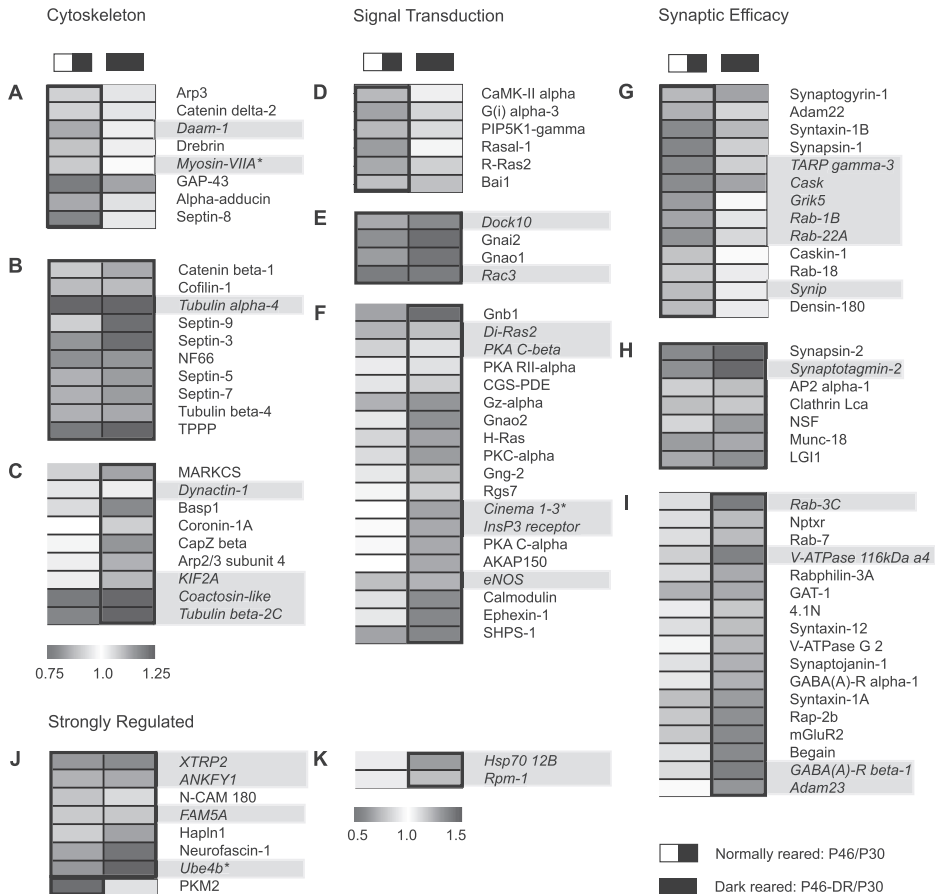 Cytoskeleton
Signal Transduction
Synaptic Efficacy
A
Arp3
Catenin delta-2
Daam-1
Drebrin
Myosin-VIIA*
GAP-43
Alpha-adducin
Septin-8
B
Catenin beta-1
Cofilin-1
Tubulin alpha-4
Septin-9
Septin-3
NF66
Septin-5
Septin-7
Tubulin beta-4
TPPP
C
MARKCS
Dynactin-1
Basp1
Coronin-1A
CapZ beta
Arp2/3 subunit 4
KIF2A
Coactosin-like
Tubulin beta-2C
0.75 1.0 1.25
D
CaMK-II alpha
G(i) alpha-3
PIP5K1-gamma
Rasal-1
R-Ras2
Bai1
E
Dock10
Gnai2
Gnao1
Rac3
F
Gnb1
Di-Ras2
PKA C-beta
PKA RII-alpha
CGS-PDE
Gz-alpha
Gnao2
H-Ras
PKC-alpha
Gng-2
Rgs7
Cinema 1-3*
InsP3 receptor
PKA C-alpha
AKAP150
eNOS
Calmodulin
Ephexin-1
SHPS-1
G
Synaptogyrin-1
Adam22
Syntaxin-1B
Synapsin-1
TARP gamma-3
Cask
Grik5
Rab-1B
Rab-22A
Caskin-1
Rab-18
Synip
Densin-180
H
Synapsin-2
Synaptotagmin-2
AP2 alpha-1
Clathrin Lca
NSF
Munc-18
LGI1
I
Rab-3C
Nptxr
Rab-7
V-ATPase 116kDa a4
Rabphilin-3A
GAT-1
4.1N
Syntaxin-12
V-ATPase G 2
Synaptojanin-1
GABA(A)-R alpha-1
Syntaxin-1A
Rap-2b
mGluR2
Begain
GABA(A)-R beta-1
Adam23
Strongly Regulated
J
XTRP2
ANKFY1
N-CAM 180
FAM5A
Hapln1
Neurofascin-1
Ube4b*
PKM2
K
Hsp70 12B
Rpm-1
0.5 1.0 1.5
Normally reared: P46/P30
Dark reared: P46-DR/P30